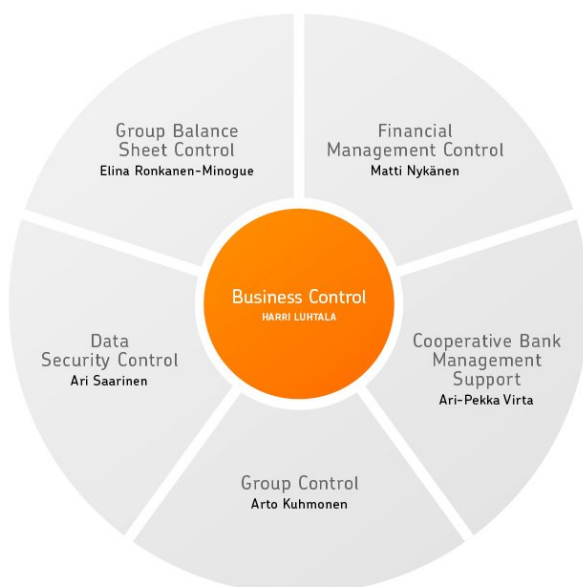 Group Balance
Sheet Control
Elina Ronkanen-Minogue
Financial
Management Control
Matti Nykänen
Business Control
HARRI LUHTALA
Data
Security Control
Ari Saarinen
Cooperative Bank
Management
Support
Ari-Pekka Virta
Group Control
Arto Kuhmonen